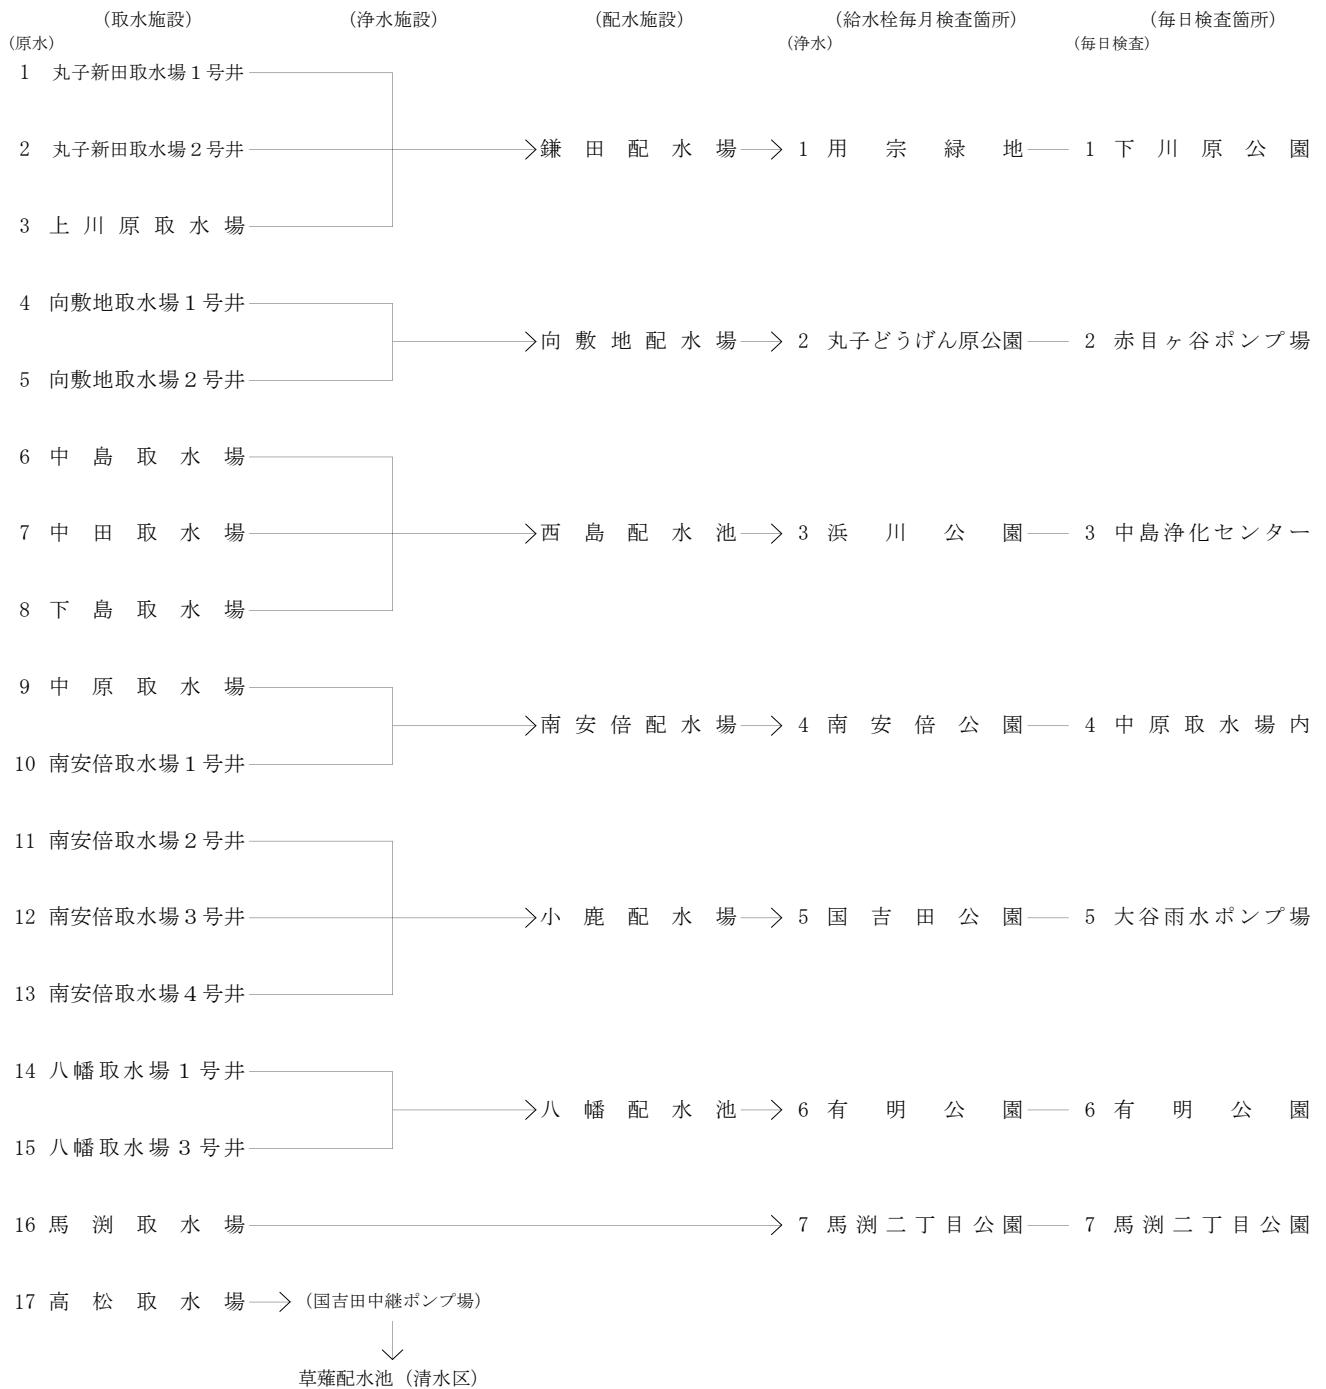 （取水施設） （浄水施設） （配水施設） （給水栓毎月検査箇所） （毎日検査箇所）
（原水） （浄水） （毎日検査）
1 丸子新田取水場１号井
2 丸子新田取水場２号井 鎌田配水場 1 用宗緑地 1 下川原公園
3 上川原取水場
4 向敷地取水場１号井
向敷地配水場 2 丸子どうげん原公園 2 赤目ヶ谷ポンプ場
5 向敷地取水場２号井
6 中島取水場
7 中田取水場 西島配水池 3 浜川公園 3 中島浄化センター
8 下島取水場
9 中原取水場
南安倍配水場 4 南安倍公園 4 中原取水場内
10 南安倍取水場１号井
11 南安倍取水場２号井
12 南安倍取水場３号井 小鹿配水場 5 国吉田公園 5 大谷雨水ポンプ場
13 南安倍取水場４号井
14 八幡取水場１号井
八幡配水池 6 有明公園 6 有明公園
15 八幡取水場３号井
16 馬渕取水場 7 馬渕二丁目公園 7 馬渕二丁目公園
17 高松取水場 （国吉田中継ポンプ場）
草薙配水池（清水区）